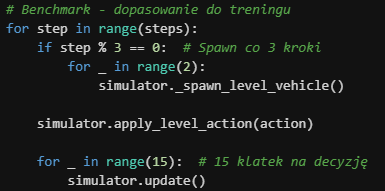 # Benchmark - dopasowanie do treningu
for step in range(steps):
    if step % 3 == 0:  # Spawn co 3 kroki
        for _ in range(2):
            simulator._spawn_level_vehicle()

    simulator.apply_level_action(action)

    for _ in range(15):  # 15 klatek na decyzję
        simulator.update()